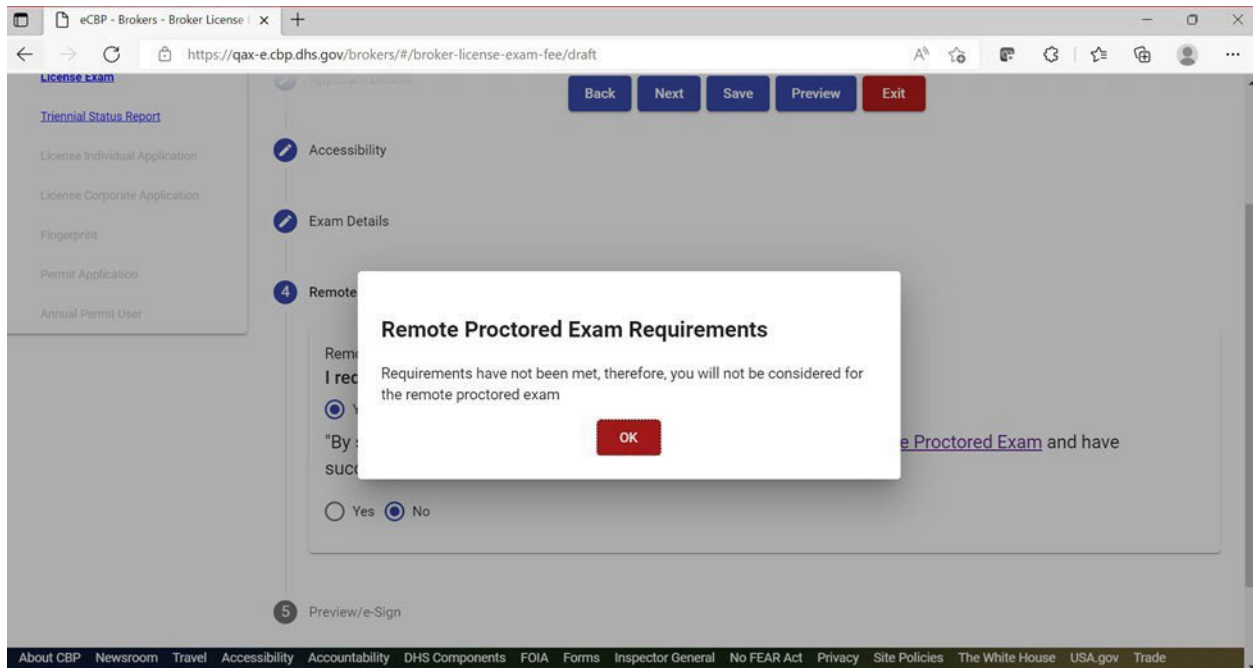 eCBP - Brokers - Broker License
https://qax-e.cbp.dhs.gov/brokers/#/broker-license-exam-fee/draft
License Exam
Triennial Status Report
License Individual Application
License Corporate Application
Fingerprint
Permit Application
Annual Permit User
Applicant Details
Back Next Save Preview Exit
Accessibility
Exam Details
4 Remote
Remote Proctored Exam Requirements
Requirements have not been met, therefore, you will not be considered for
the remote proctored exam
OK
I
"By
Proctored Exam and have
Yes No
5 Preview/e-Sign
About CBP Newsroom Travel Accessibility Accountability DHS Components FOIA Forms Inspector General No FEAR Act Privacy Site Policies The White House USA.gov Trade